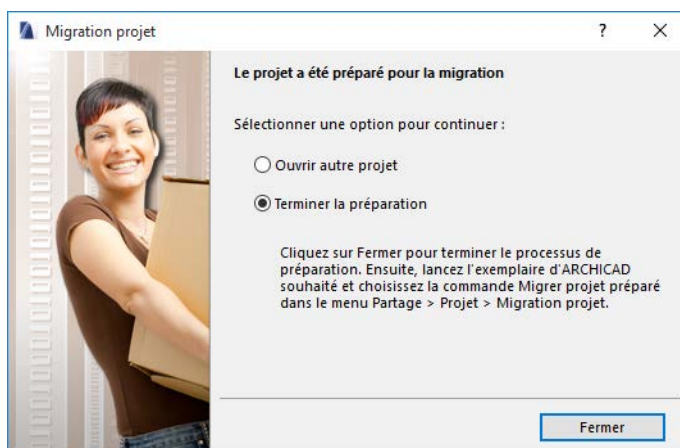 Migration projet
?
Le projet a été préparé pour la migration
Sélectionner une option pour continuer :
Ouvrir autre projet
Terminer la préparation
Cliquez sur Fermer pour terminer le processus de
préparation. Ensuite, lancez l'exemplaire d'ARCHICAD
souhaité et choisissez la commande Migrer projet préparé
dans le menu Partage > Projet > Migration projet.
Fermer